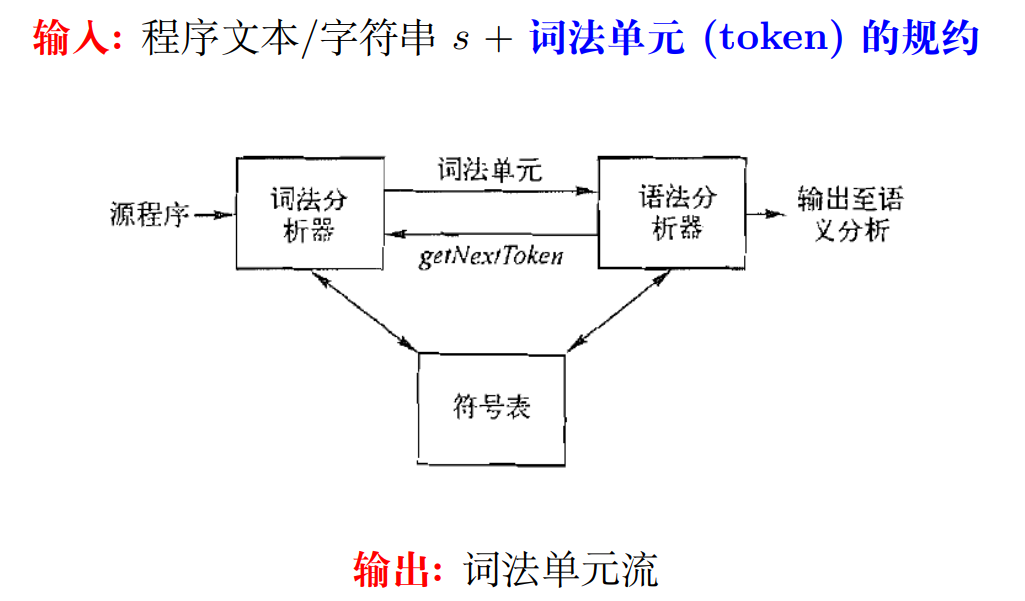 输入: 程序文本/字符串 s + 词法单元 (token) 的规约
词法单元
源程序
词法分
析器
语法分
析器
输出至语
义分析
getNextToken
符号表
输出: 词法单元流